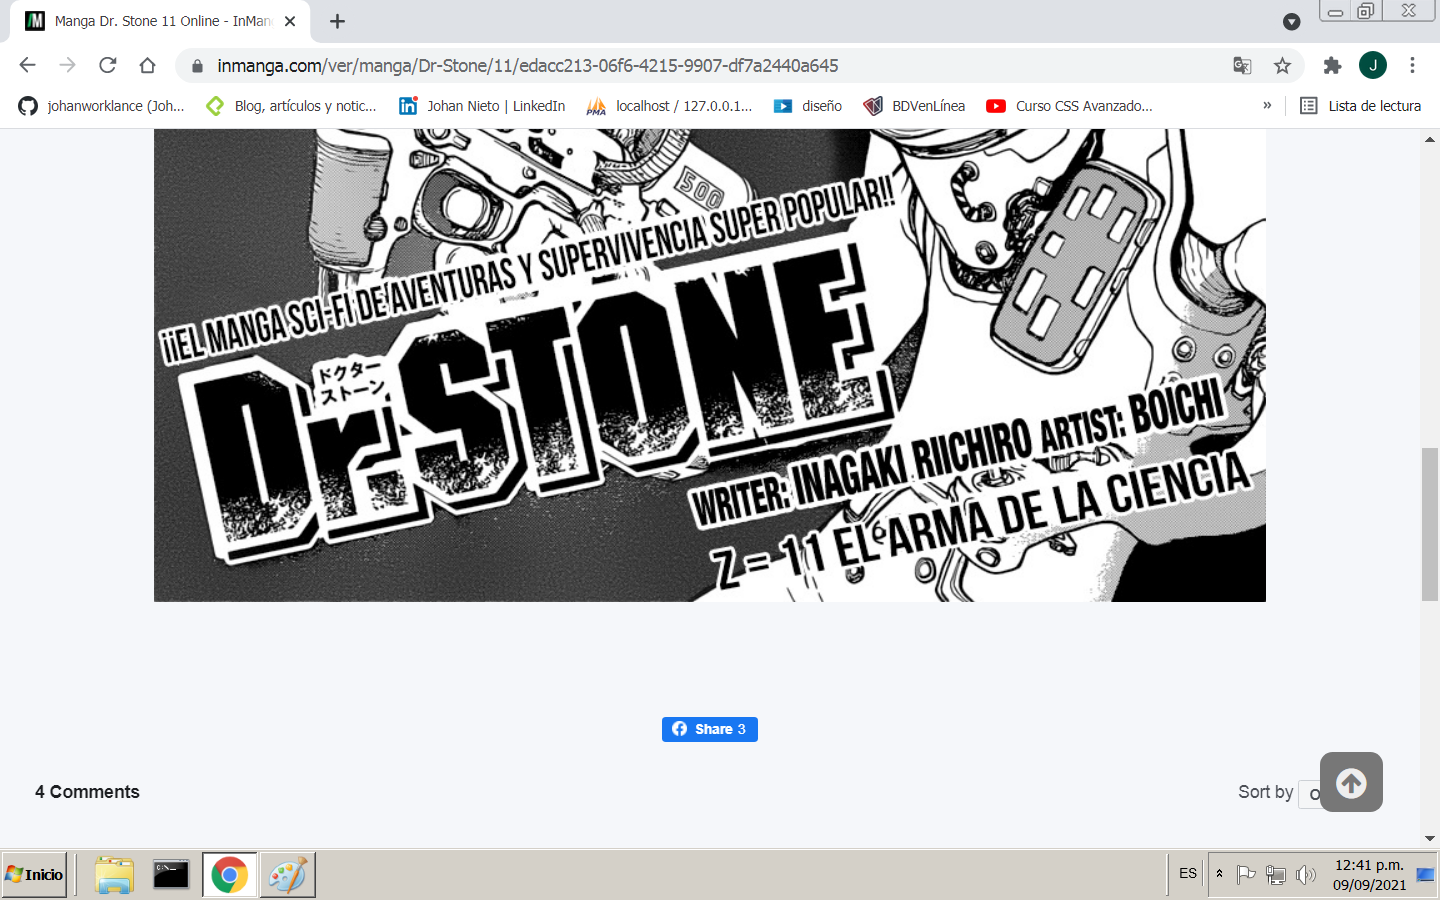 Manga Dr. Stone 11 Online - InMan
inmanga.com/ver/manga/Dr-Stone/11/edacc213-06f6-4215-9907-df7a2440a645
J
johanworklance (Joh...
Blog, artículos y notic...
Johan Nieto | LinkedIn
localhost / 127.0.0.1...
diseño
BDVenLínea
Curso CSS Avanzado...
»
Lista de lectura
500
¡¡EL MANGA SCI-FI DE AVENTURAS Y SUPERVIVENCIA SUPER POPULAR!!
Dr.STONE
ドクター
ストーン
WRITER: INAGAKI RIICHIRO ARTIST: BOICHI
Z = 11 EL ARMA DE LA CIENCIA
Share 3
4 Comments
Sort by
Inicio
ES
12:41 p.m.
09/09/2021